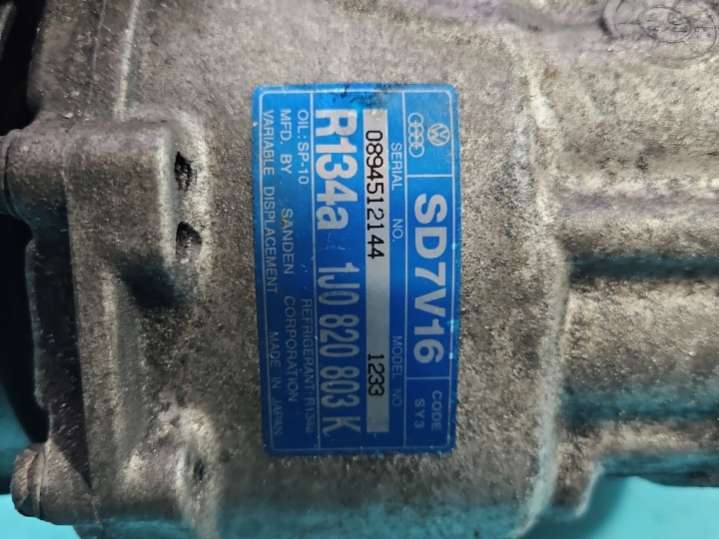 SD7V16 CODE SY3
SERIAL NO. MODEL NO.
0894512144 1233
R134a 1J0 820 803 K
OIL: SP-10 , REFRIGERANT: R134a
MFD. BY SANDEN CORPORATION
VARIABLE DISPLACEMENT MADE IN JAPAN